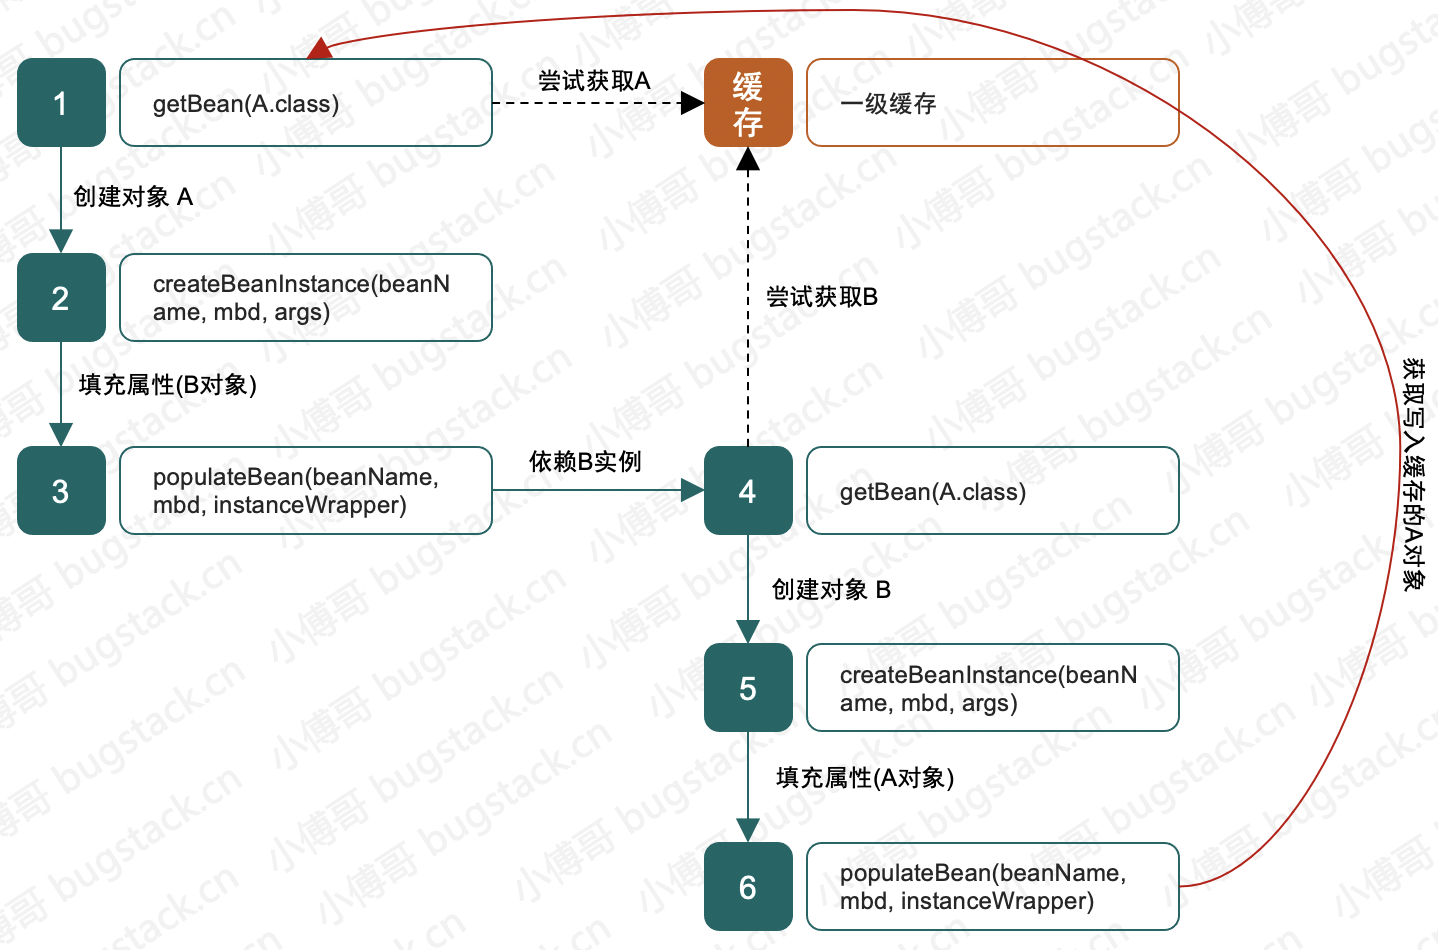 1
getBean(A.class)
尝试获取A
缓
存
一级缓存
创建对象 A
2
createBeanInstance(beanN
ame, mbd, args)
尝试获取B
填充属性(B对象)
3
populateBean(beanName,
mbd, instanceWrapper)
依赖B实例
4
getBean(A.class)
获取写入缓存的A对象
创建对象 B
5
createBeanInstance(beanN
ame, mbd, args)
填充属性(A对象)
6
populateBean(beanName,
mbd, instanceWrapper)
小傅哥 bugstack.cn